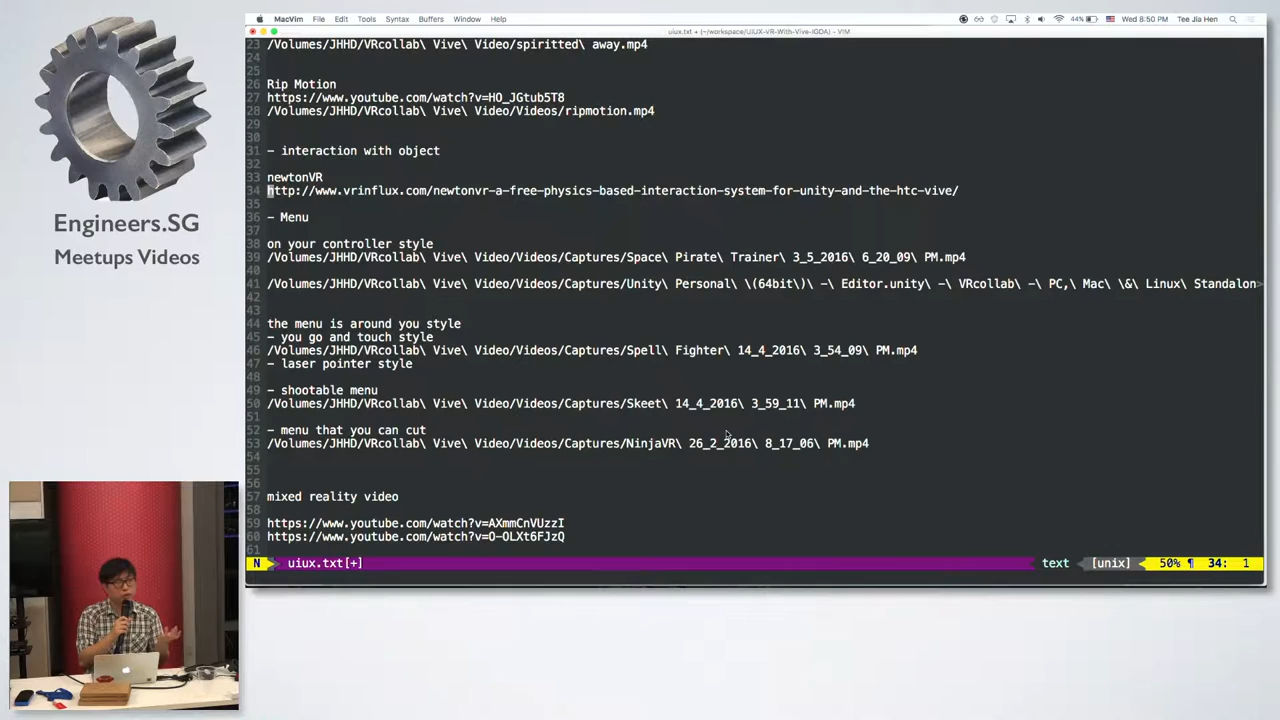 MacVim File Edit Tools Syntax Buffers Window Help 44% Wed 8:50 PM Tee Jia Hen
uiux.txt + (~/workspace/UIUX-VR-With-Vive-IGDA) - VIM
23 /Volumes/JHHD/VRcollab\ Vive\ Video/spiritted\ away.mp4
24
25
26 Rip Motion
27 https://www.youtube.com/watch?v=HO_JGtub5T8
28 /Volumes/JHHD/VRcollab\ Vive\ Video/Videos/ripmotion.mp4
29
30
31 - interaction with object
32
33 newtonVR
34 http://www.vrinflux.com/newtonvr-a-free-physics-based-interaction-system-for-unity-and-the-htc-vive/
35
36 - Menu
37
38 on your controller style
39 /Volumes/JHHD/VRcollab\ Vive\ Video/Videos/Captures/Space\ Pirate\ Trainer\ 3_5_2016\ 6_20_09\ PM.mp4
40
41 /Volumes/JHHD/VRcollab\ Vive\ Video/Videos/Captures/Unity\ Personal\ \(64bit\)\ -\ Editor.unity\ -\ VRcollab\ -\ PC,\ Mac\ \&\ Linux\ Standalon>
42
43
44 the menu is around you style
45 - you go and touch style
46 /Volumes/JHHD/VRcollab\ Vive\ Video/Videos/Captures/Spell\ Fighter\ 14_4_2016\ 3_54_09\ PM.mp4
47 - laser pointer style
48
49 - shootable menu
50 /Volumes/JHHD/VRcollab\ Vive\ Video/Videos/Captures/Skeet\ 14_4_2016\ 3_59_11\ PM.mp4
51
52 - menu that you can cut
53 /Volumes/JHHD/VRcollab\ Vive\ Video/Videos/Captures/NinjaVR\ 26_2_2016\ 8_17_06\ PM.mp4
54
55
56
57 mixed reality video
58
59 https://www.youtube.com/watch?v=AXmmCnVUzzI
60 https://www.youtube.com/watch?v=O-OLXt6FJzQ
61
N uiux.txt[+] text [unix] 50% ¶ 34: 1
Engineers.SG
Meetups Videos